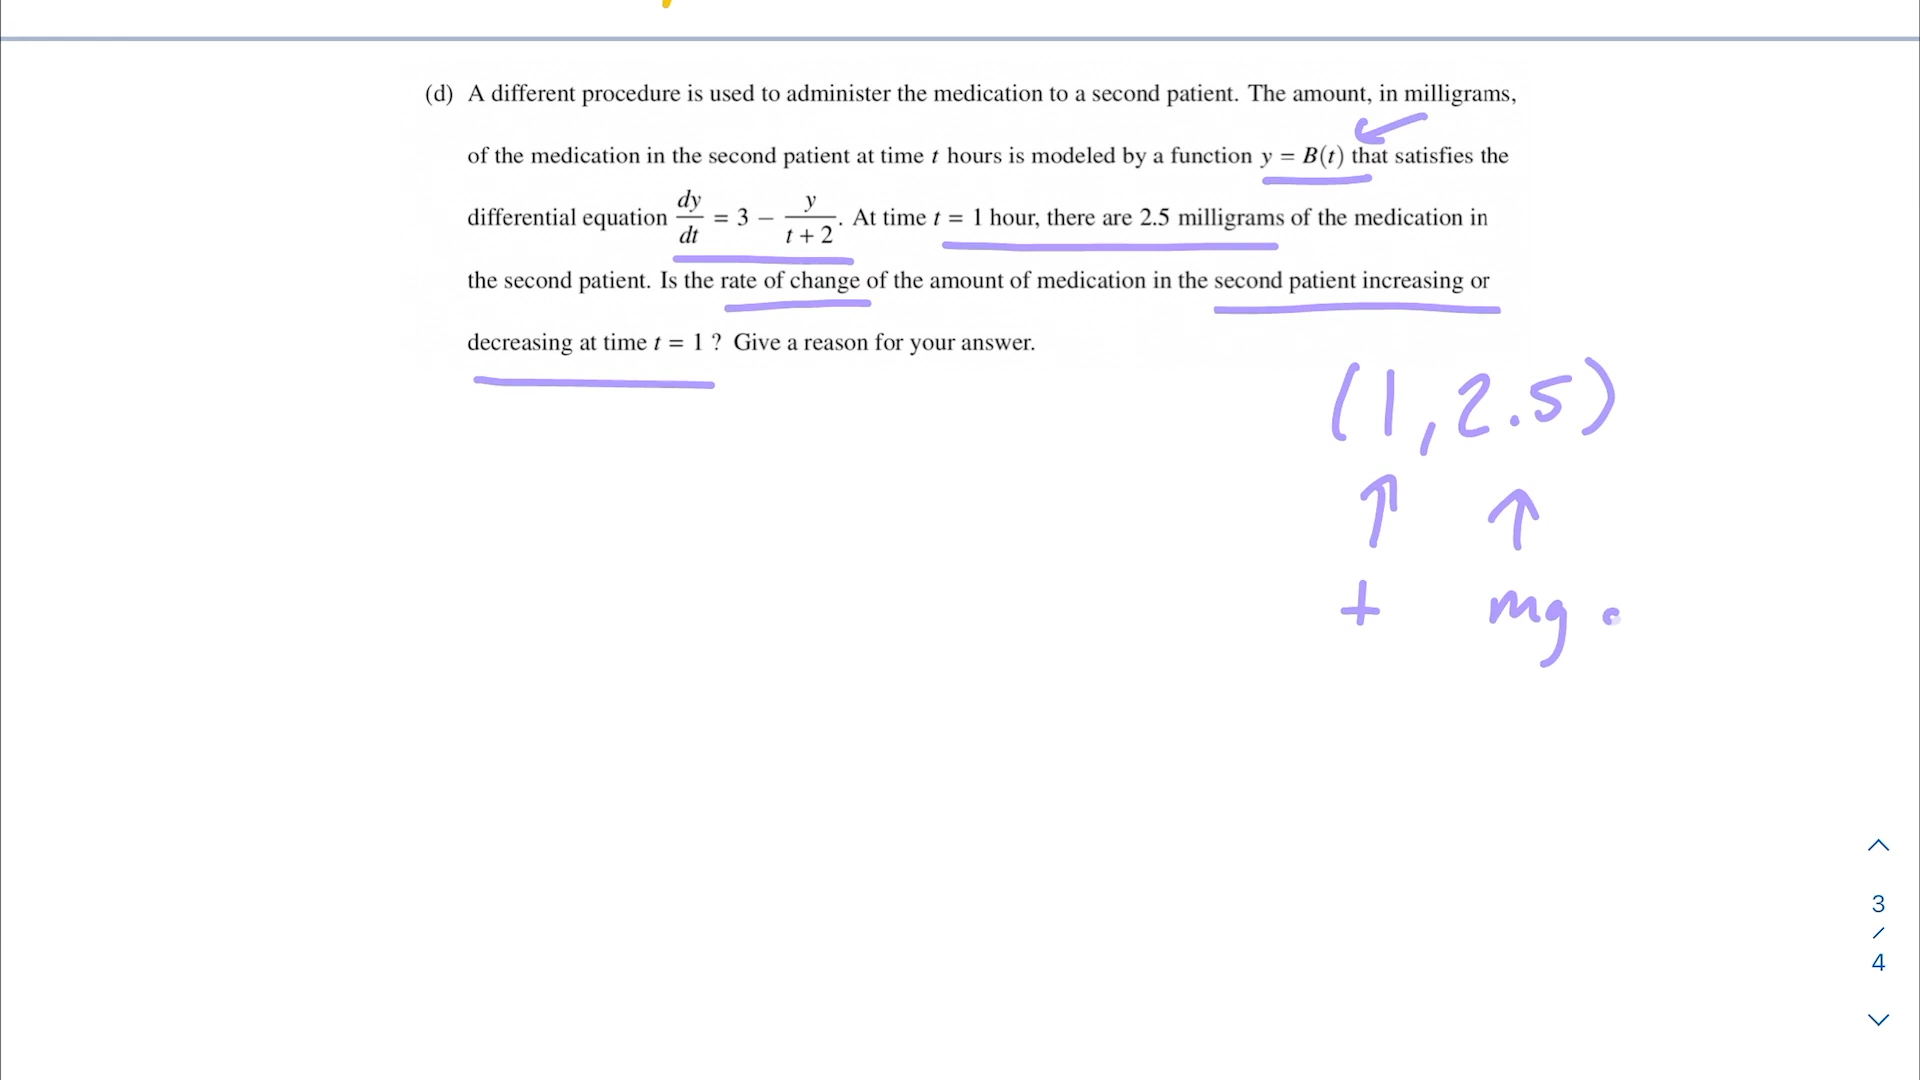 (d) A different procedure is used to administer the medication to a second patient. The amount, in milligrams,
of the medication in the second patient at time t hours is modeled by a function y = B(t) that satisfies the
differential equation dy/dt = 3 − y/(t + 2). At time t = 1 hour, there are 2.5 milligrams of the medication in
the second patient. Is the rate of change of the amount of medication in the second patient increasing or
decreasing at time t = 1 ? Give a reason for your answer.
(1, 2.5)
t mg
3
/
4